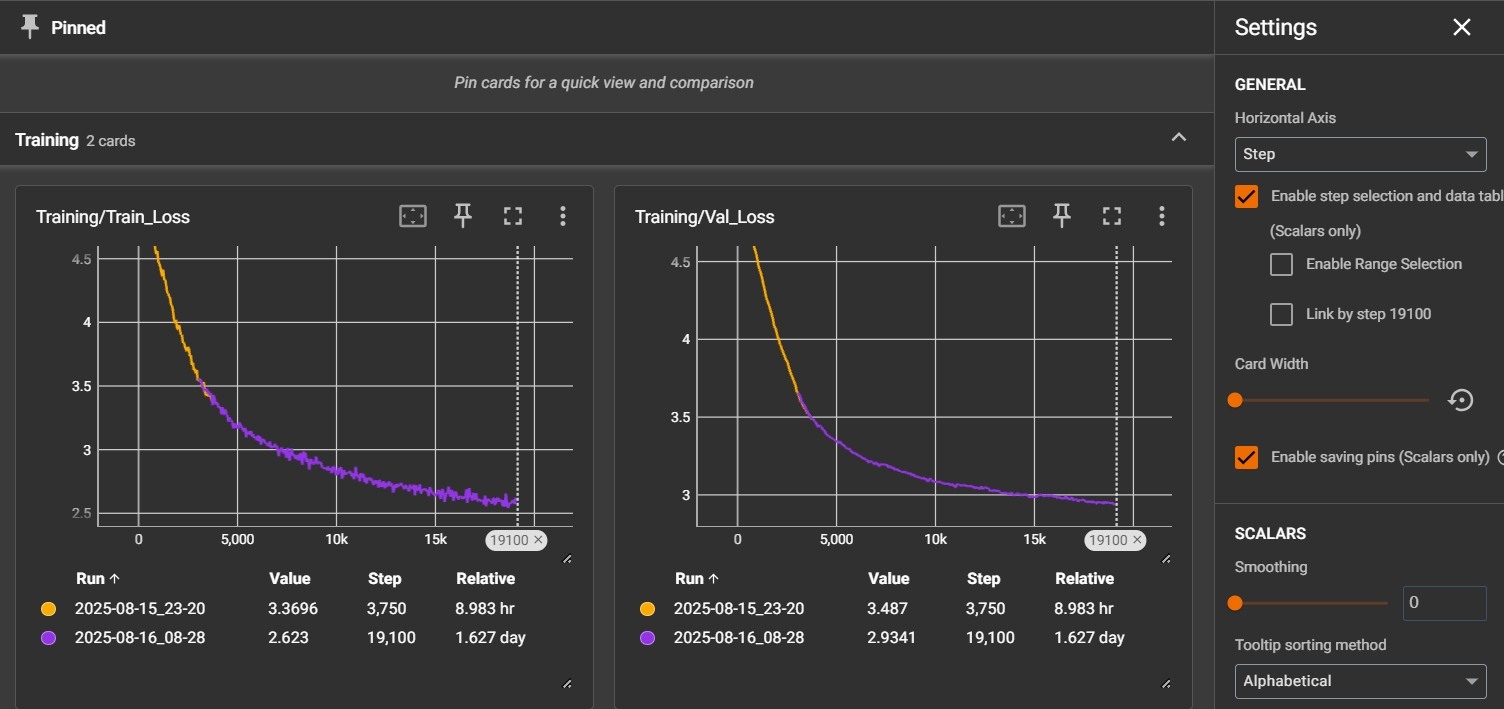 Pinned
Settings
Pin cards for a quick view and comparison
GENERAL
Horizontal Axis
Step
Training 2 cards
Enable step selection and data tabl
(Scalars only)
Enable Range Selection
Link by step 19100
Card Width
Enable saving pins (Scalars only)
SCALARS
Smoothing
0
Tooltip sorting method
Alphabetical
Training/Train_Loss
4.5
4
3.5
3
2.5
0 5,000 10k 15k 19100
Run Value Step Relative
2025-08-15_23-20 3.3696 3,750 8.983 hr
2025-08-16_08-28 2.623 19,100 1.627 day
Training/Val_Loss
4.5
4
3.5
3
0 5,000 10k 15k 19100
Run Value Step Relative
2025-08-15_23-20 3.487 3,750 8.983 hr
2025-08-16_08-28 2.9341 19,100 1.627 day